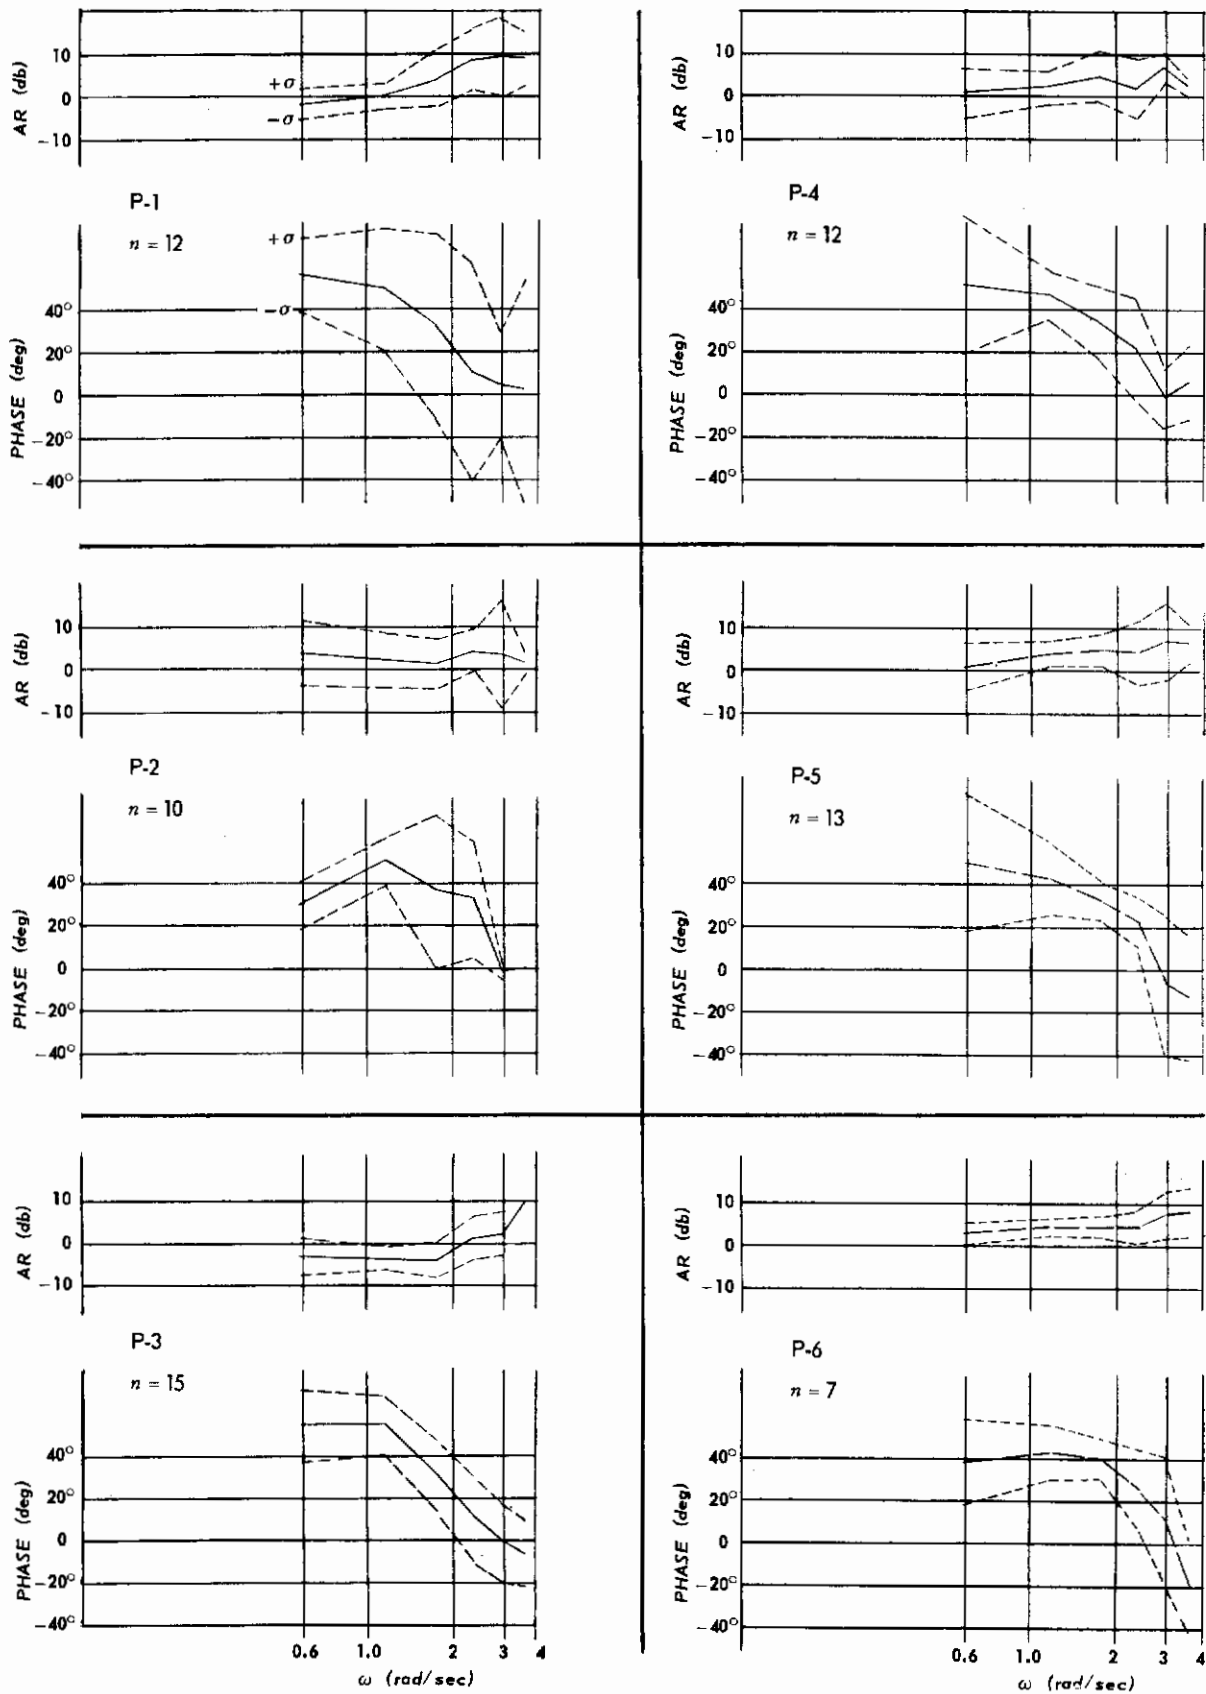 AR (db)
10
0
-10
+σ
-σ
P-1
n = 12
+σ
-σ
PHASE (deg)
40°
20°
0
-20°
-40°
AR (db)
10
0
-10
P-4
n = 12
PHASE (deg)
40°
20°
0
-20°
-40°
AR (db)
10
0
-10
P-2
n = 10
PHASE (deg)
40°
20°
0
-20°
-40°
AR (db)
10
0
-10
P-5
n = 13
PHASE (deg)
40°
20°
0
-20°
-40°
AR (db)
10
0
-10
P-3
n = 15
PHASE (deg)
40°
20°
0
-20°
-40°
0.6 1.0 2 3 4
ω (rad/sec)
AR (db)
10
0
-10
P-6
n = 7
PHASE (deg)
40°
20°
0
-20°
-40°
0.6 1.0 2 3 4
ω (rad/sec)